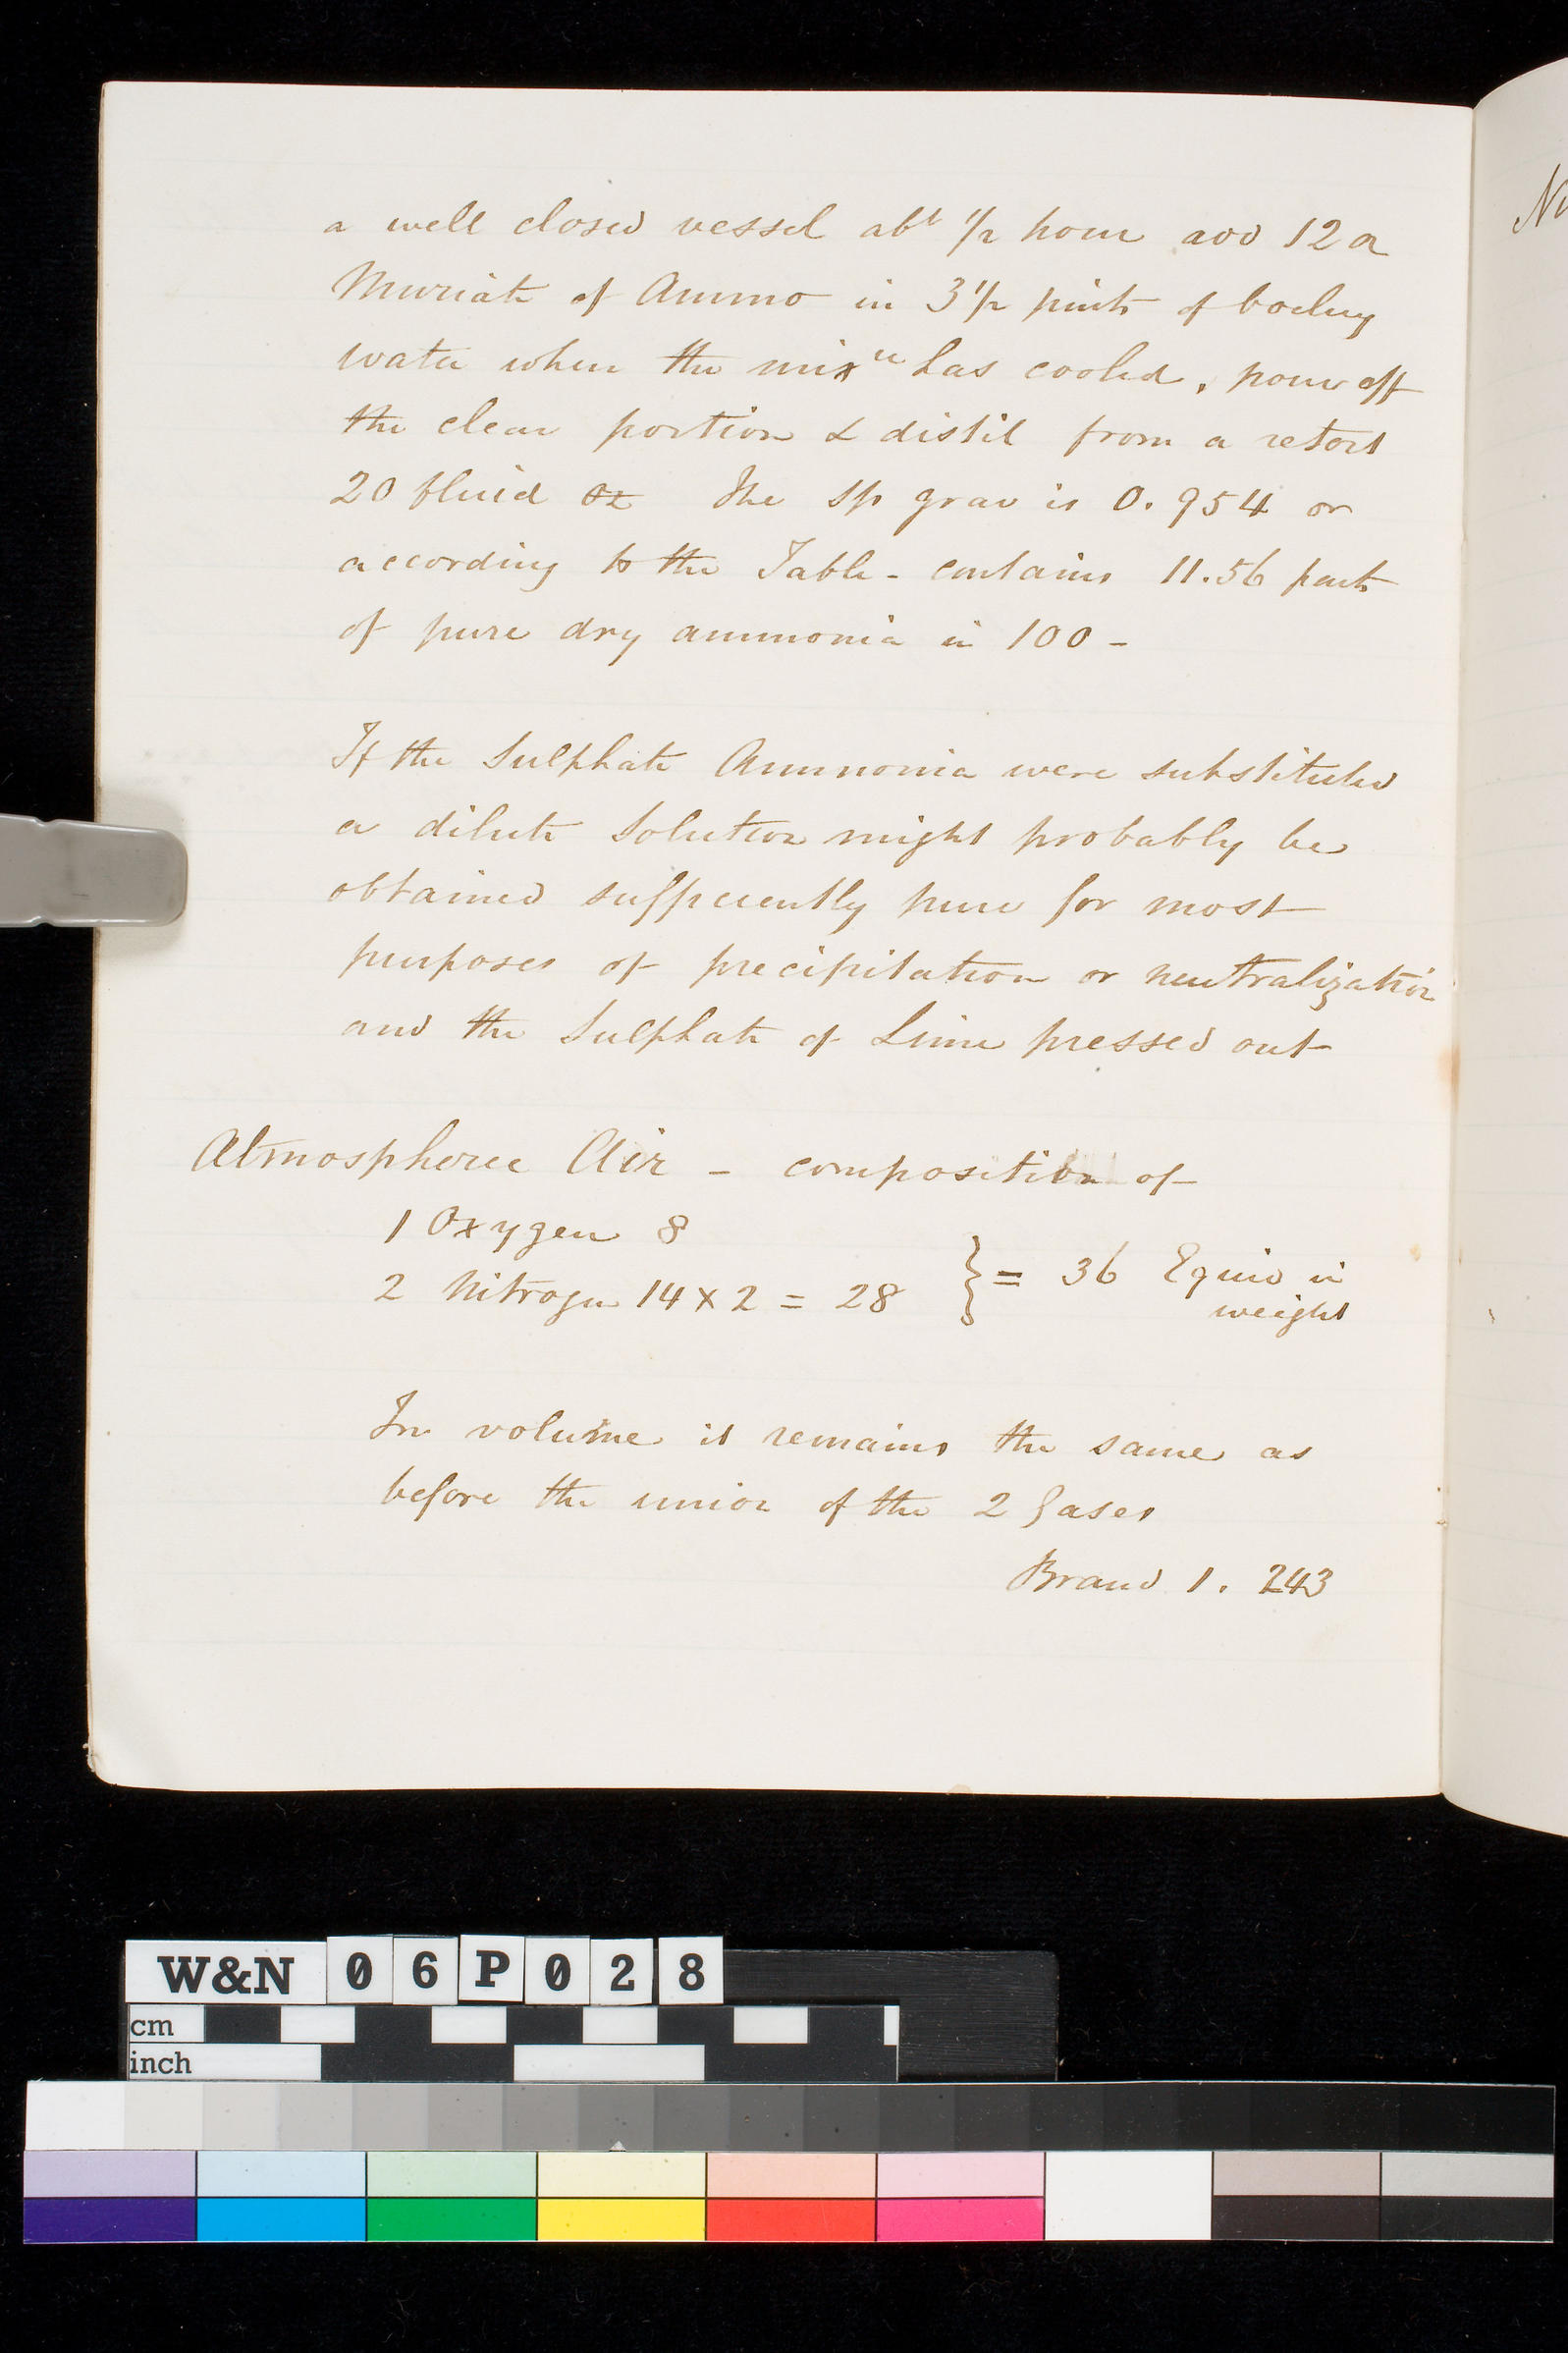 a well closed vessel abt 1/2 hour add 12 oz
Muriate of Ammo in 3 1/2 pints of boiling
water when the mixre has cooled, pour off
the clear portion & distil from a retort
20 fluid oz The Sp grav is 0.954 or
according to the Table - contains 11.56 parts
of pure dry ammonia in 100 -
If the Sulphate Ammonia were substituted
a dilute solution might probably be
obtained sufficiently pure for most
purposes of precipitation or neutralization
and the Sulphate of Lime pressed out
Atmospheric Air - composition of
1 Oxygen 8
2 Nitrogen 14 x 2 = 28 } = 36 Equiv in
weight
In volume it remains the same as
before the union of the 2 Gases
Brand 1. 243
W&N 06P028
cm
inch